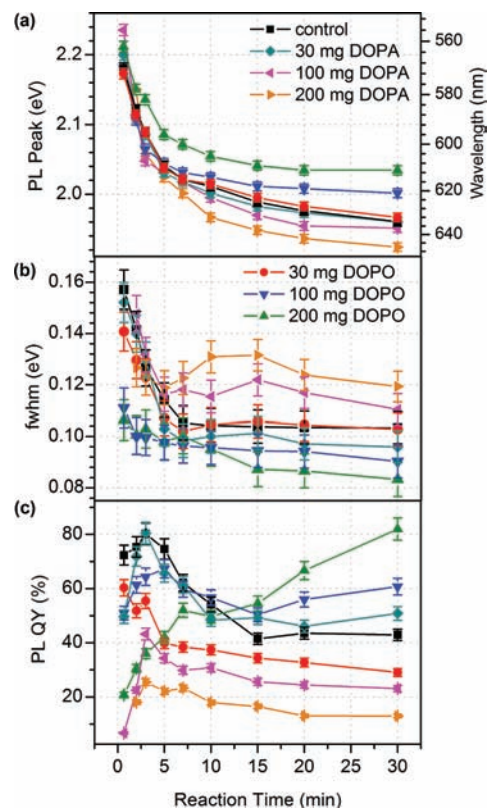 (a)
control
30 mg DOPA
100 mg DOPA
200 mg DOPA
2.2
2.1
2.0
PL Peak (eV)
560
580
600
620
640
Wavelength (nm)
(b)
30 mg DOPO
100 mg DOPO
200 mg DOPO
0.16
0.14
0.12
0.10
0.08
fwhm (eV)
(c)
80
60
40
20
PL QY (%)
0 5 10 15 20 25 30
Reaction Time (min)